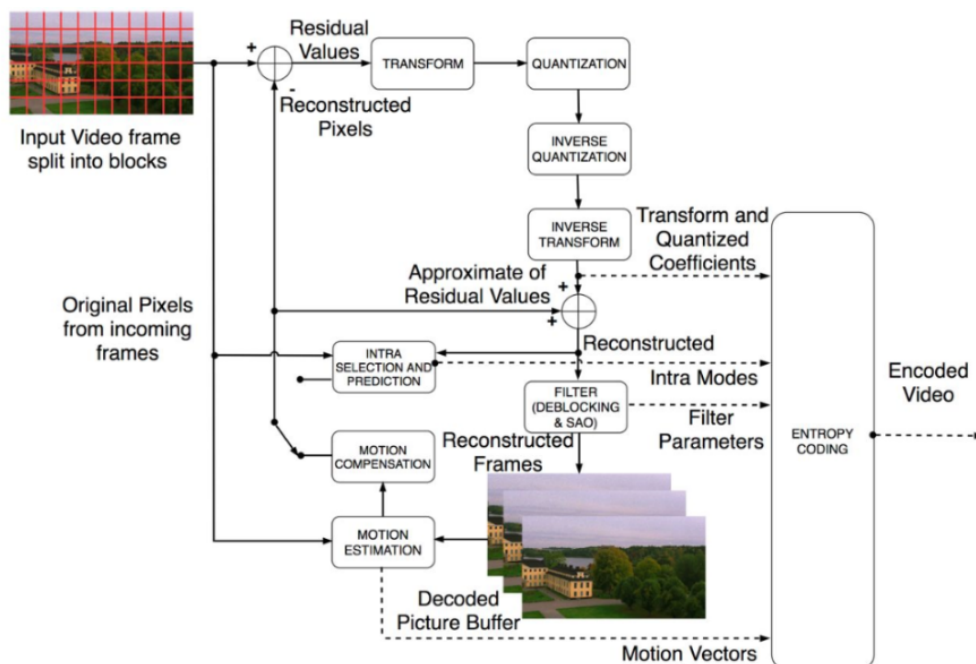 +
Residual
Values
TRANSFORM
QUANTIZATION
-
Reconstructed
Pixels
Input Video frame
split into blocks
INVERSE
QUANTIZATION
INVERSE
TRANSFORM
Transform and
Quantized
Coefficients
Approximate of
Residual Values
+
+
Original Pixels
from incoming
frames
Reconstructed
INTRA
SELECTION AND
PREDICTION
Intra Modes
Encoded
Video
FILTER
(DEBLOCKING
& SAO)
Filter
Parameters
ENTROPY
CODING
Reconstructed
Frames
MOTION
COMPENSATION
MOTION
ESTIMATION
Decoded
Picture Buffer
Motion Vectors